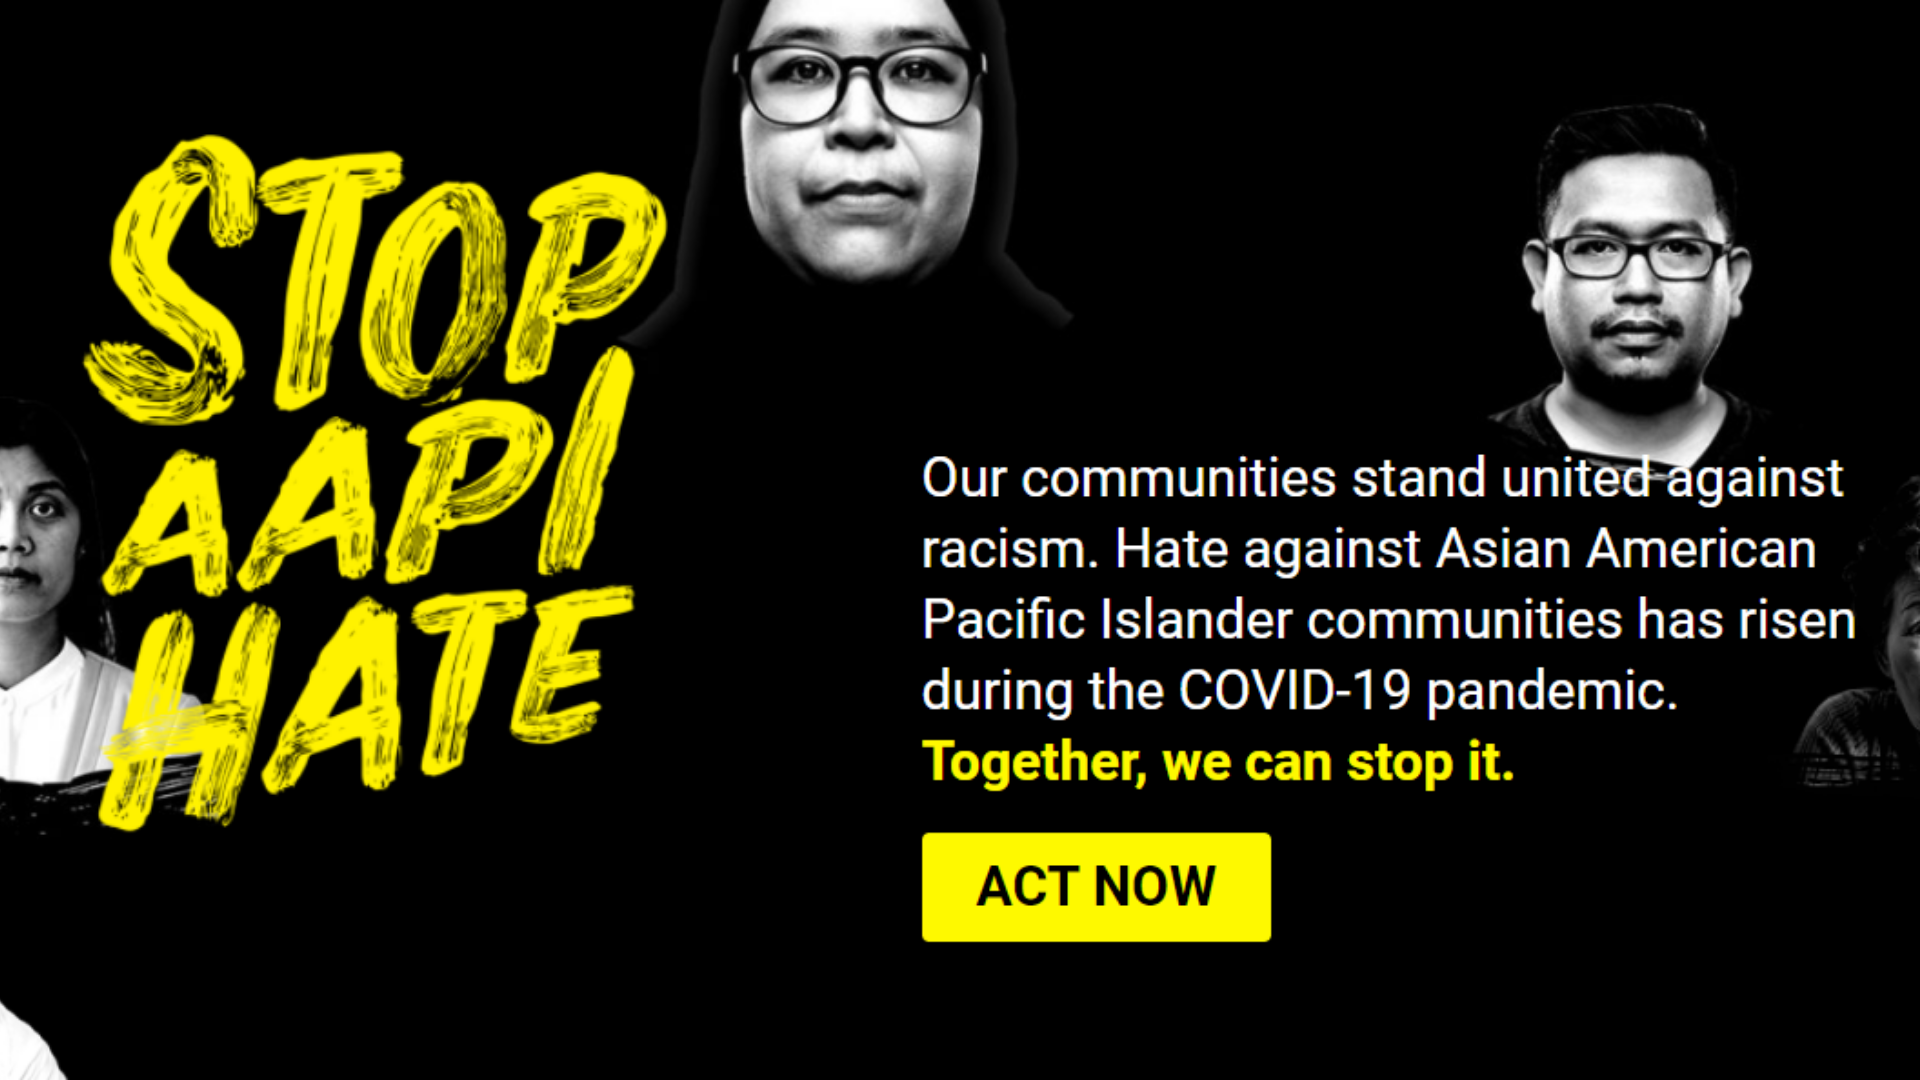 STOP
AAPI
HATE
Our communities stand united against
racism. Hate against Asian American
Pacific Islander communities has risen
during the COVID-19 pandemic.
Together, we can stop it.
ACT NOW